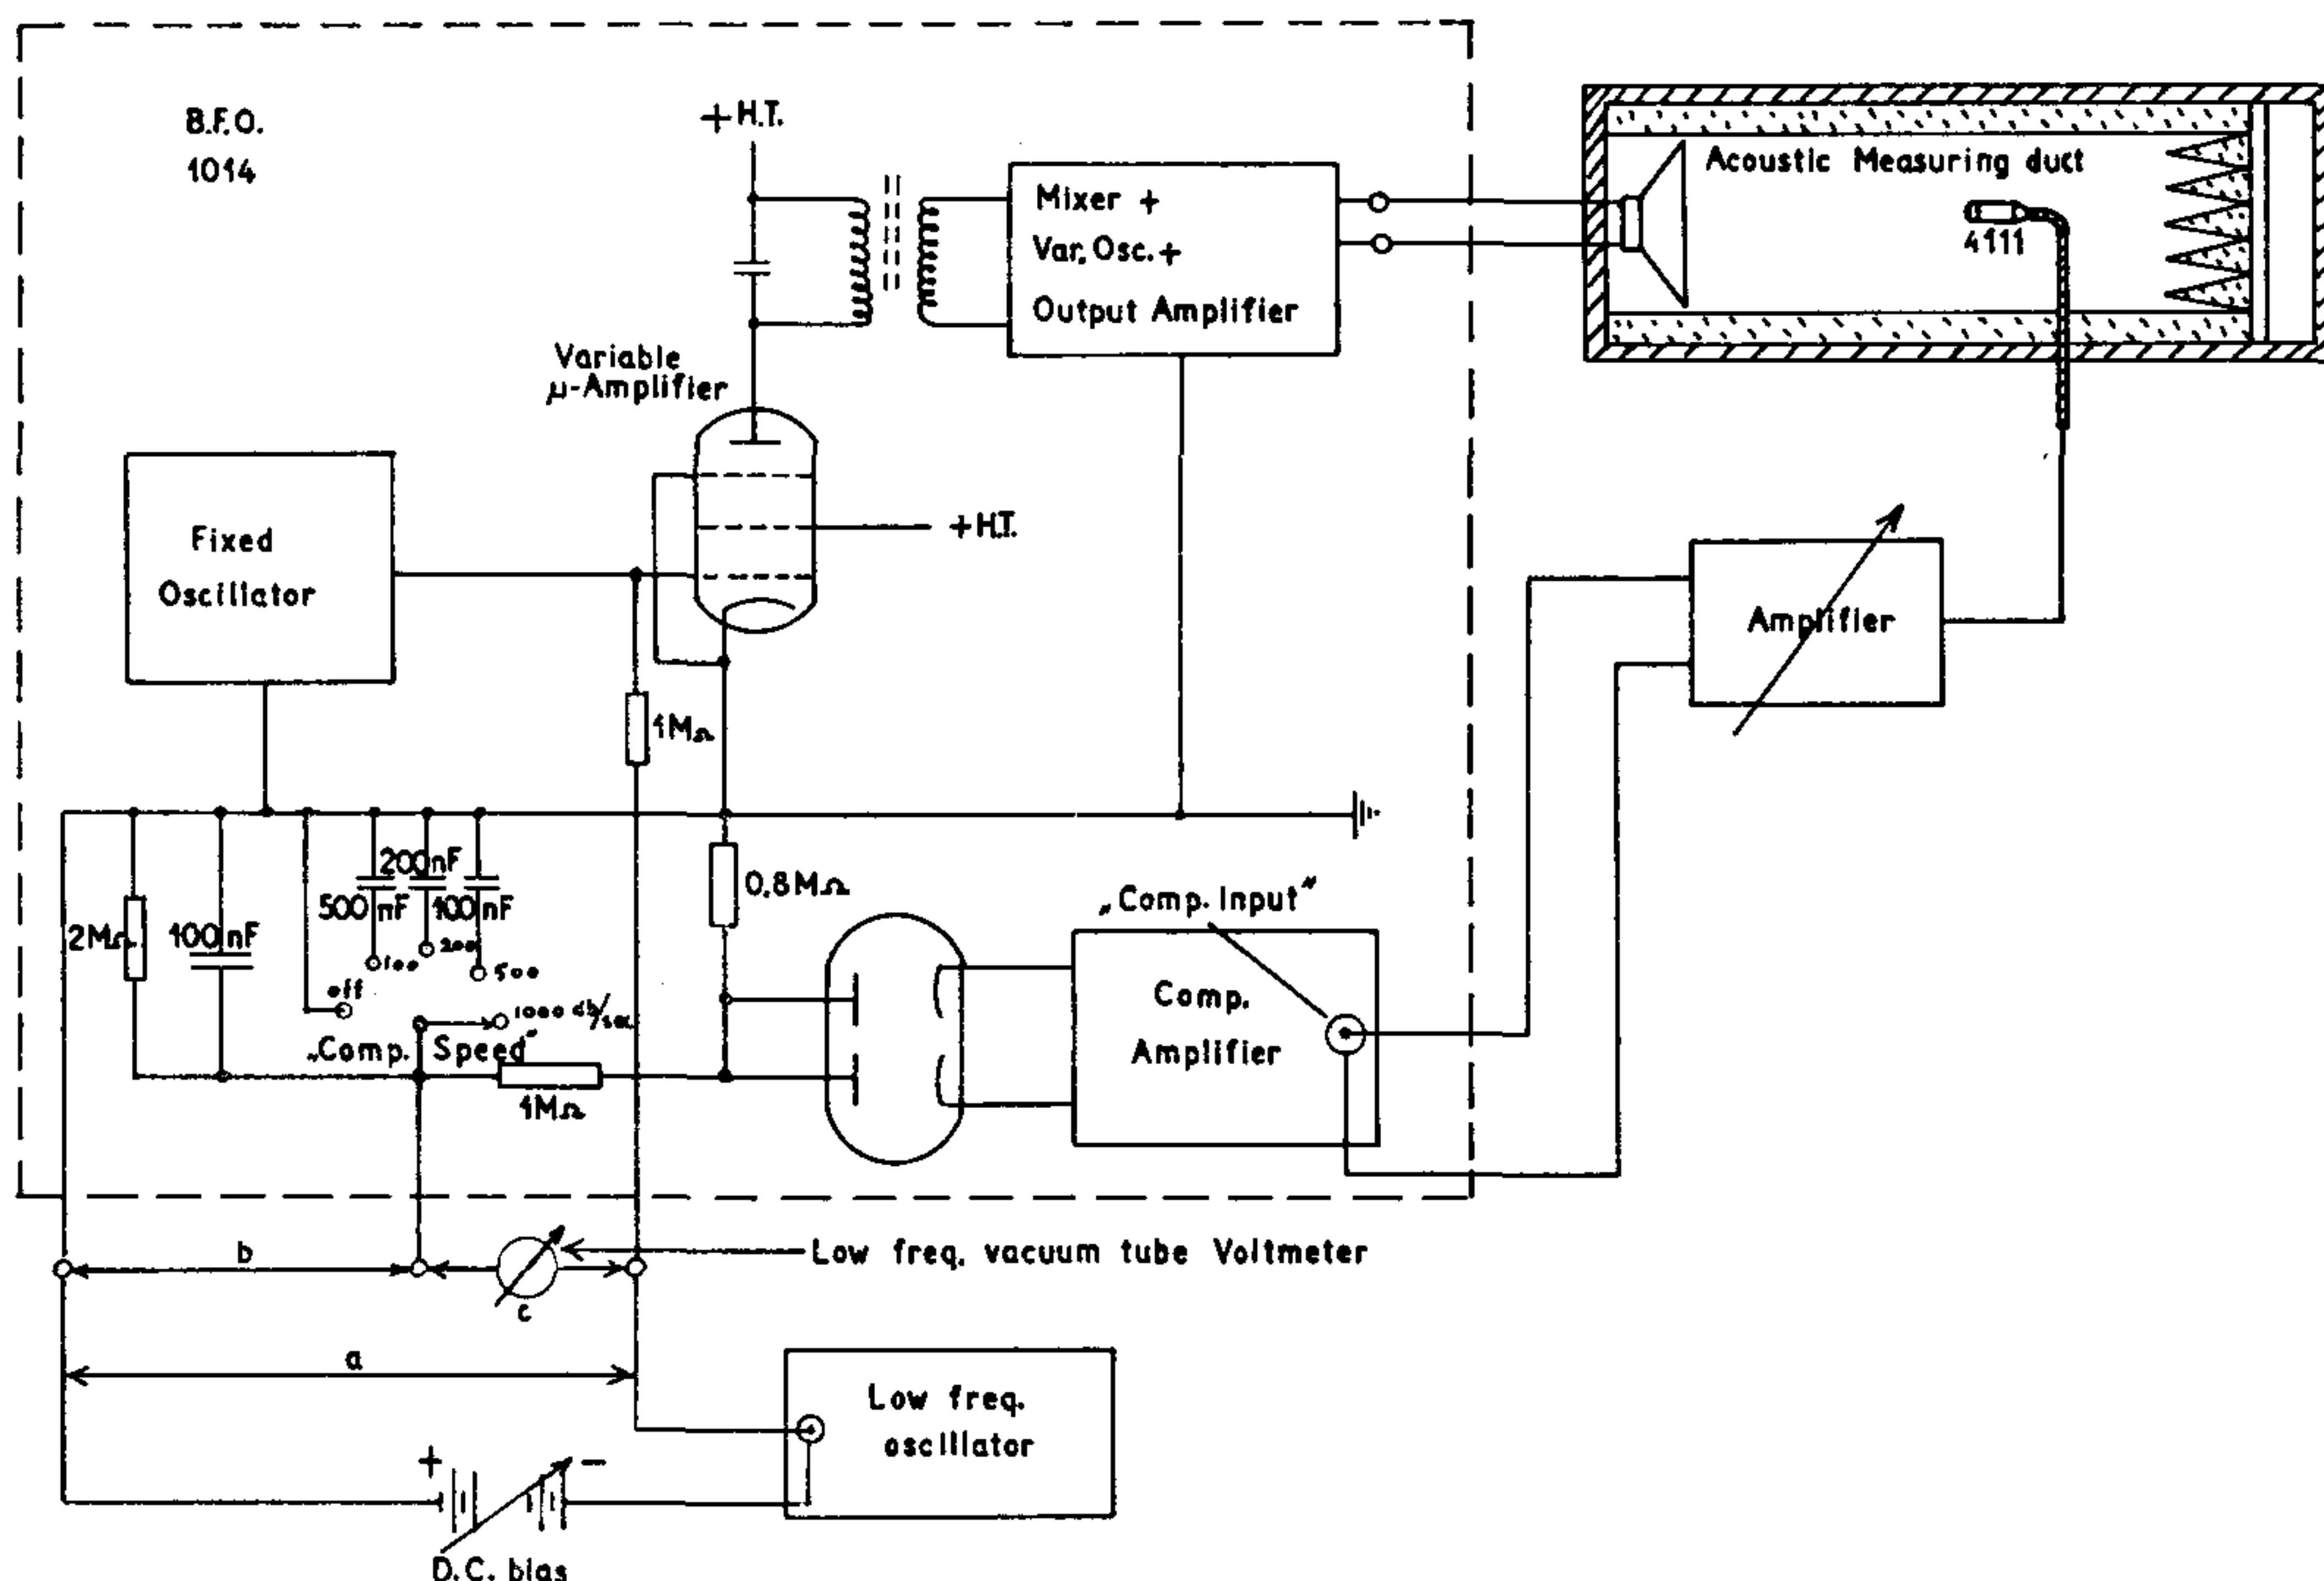 B.F.O.
1014
+H.T.
Mixer +
Var. Osc. +
Output Amplifier
Acoustic Measuring duct
4111
Variable
μ-Amplifier
Fixed
Oscillator
+H.T.
Amplifier
1MΩ
200nF
500nF
100nF
2MΩ
100nF
100
200
500
off
1000 db/sec
„Comp. Speed"
1MΩ
0,8MΩ
„Comp. Input"
Comp.
Amplifier
b
c
Low freq. vacuum tube Voltmeter
a
Low freq.
oscillator
+
-
D.C. bias